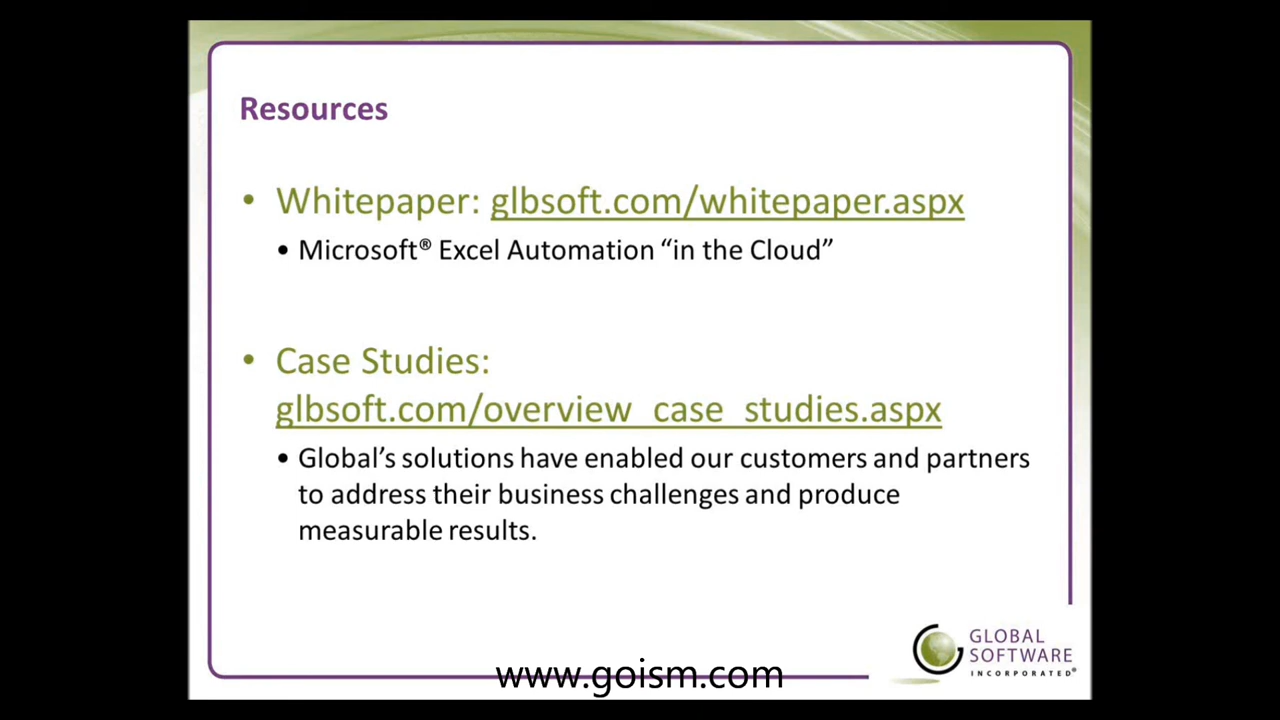 Resources
• Whitepaper: glbsoft.com/whitepaper.aspx
• Microsoft® Excel Automation “in the Cloud”
• Case Studies:
glbsoft.com/overview_case_studies.aspx
• Global’s solutions have enabled our customers and partners
to address their business challenges and produce
measurable results.
GLOBAL
SOFTWARE
INCORPORATED®
www.goism.com